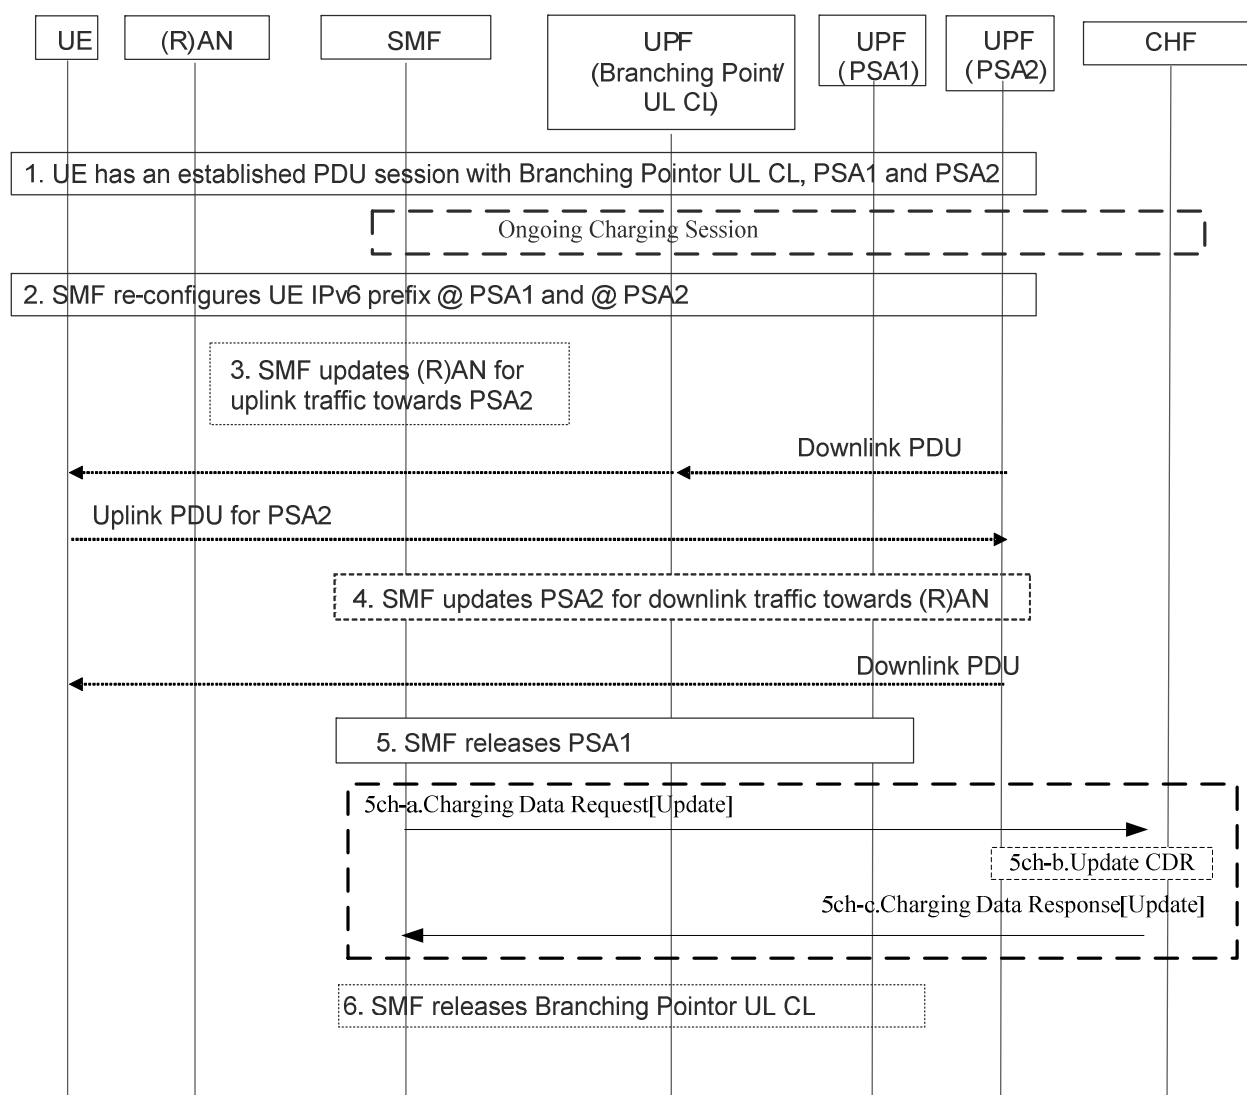 UE
(R)AN
SMF
UPF
(Branching Point/
UL CL)
UPF
(PSA1)
UPF
(PSA2)
CHF
1. UE has an established PDU session with Branching Pointor UL CL, PSA1 and PSA2
Ongoing Charging Session
2. SMF re-configures UE IPv6 prefix @ PSA1 and @ PSA2
3. SMF updates (R)AN for
uplink traffic towards PSA2
Downlink PDU
Uplink PDU for PSA2
4. SMF updates PSA2 for downlink traffic towards (R)AN
Downlink PDU
5. SMF releases PSA1
5ch-a.Charging Data Request[Update]
5ch-b.Update CDR
5ch-c.Charging Data Response[Update]
6. SMF releases Branching Pointor UL CL